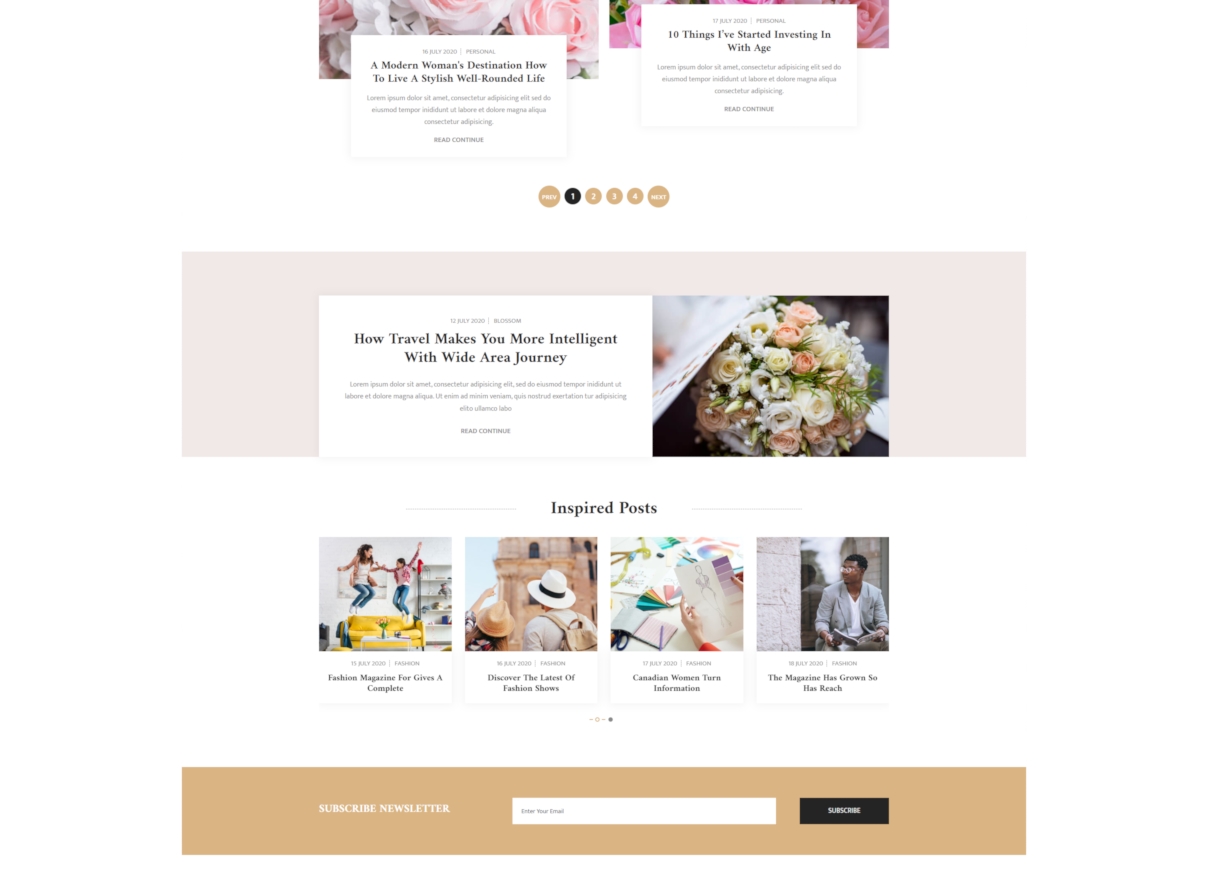 16 JULY 2020 | PERSONAL
A Modern Woman's Destination How
To Live A Stylish Well-Rounded Life
Lorem ipsum dolor sit amet, consectetur adipisicing elit sed do
eiusmod tempor inididunt ut labore et dolore magna aliqua
consectetur adipisicing.
READ CONTINUE
17 JULY 2020 | PERSONAL
10 Things I've Started Investing In
With Age
Lorem ipsum dolor sit amet, consectetur adipisicing elit sed do
eiusmod tempor inididunt ut labore et dolore magna aliqua
consectetur adipisicing.
READ CONTINUE
PREV 1 2 3 4 NEXT
12 JULY 2020 | BLOSSOM
How Travel Makes You More Intelligent
With Wide Area Journey
Lorem ipsum dolor sit amet, consectetur adipisicing elit, sed do eiusmod tempor inididunt ut
labore et dolore magna aliqua. Ut enim ad minim veniam, quis nostrud exertation tur adipisicing
elito ullamco labo
READ CONTINUE
Inspired Posts
15 JULY 2020 | FASHION
Fashion Magazine For Gives A
Complete
16 JULY 2020 | FASHION
Discover The Latest Of
Fashion Shows
17 JULY 2020 | FASHION
Canadian Women Turn
Information
18 JULY 2020 | FASHION
The Magazine Has Grown So
Has Reach
SUBSCRIBE NEWSLETTER
Enter Your Email
SUBSCRIBE